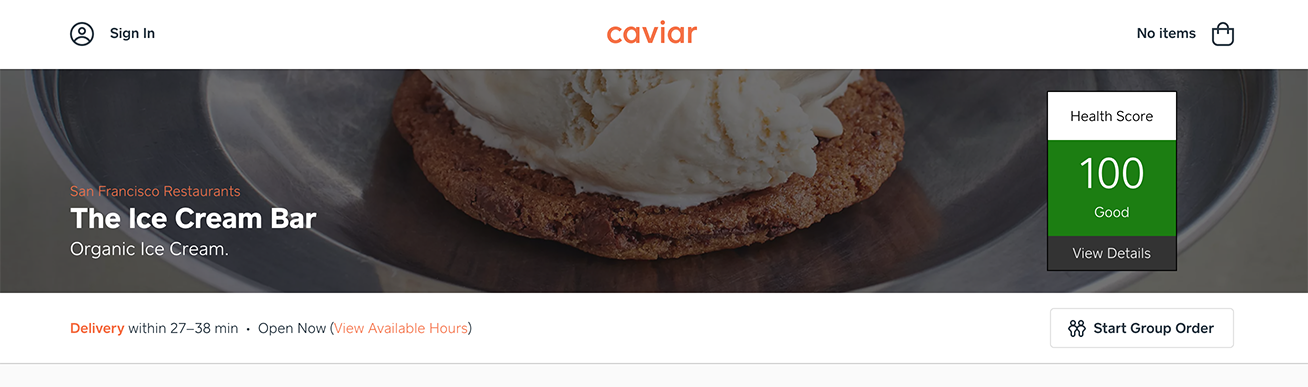 Sign In
caviar
No items
Health Score
100
Good
View Details
San Francisco Restaurants
The Ice Cream Bar
Organic Ice Cream.
Delivery within 27–38 min • Open Now (View Available Hours)
Start Group Order